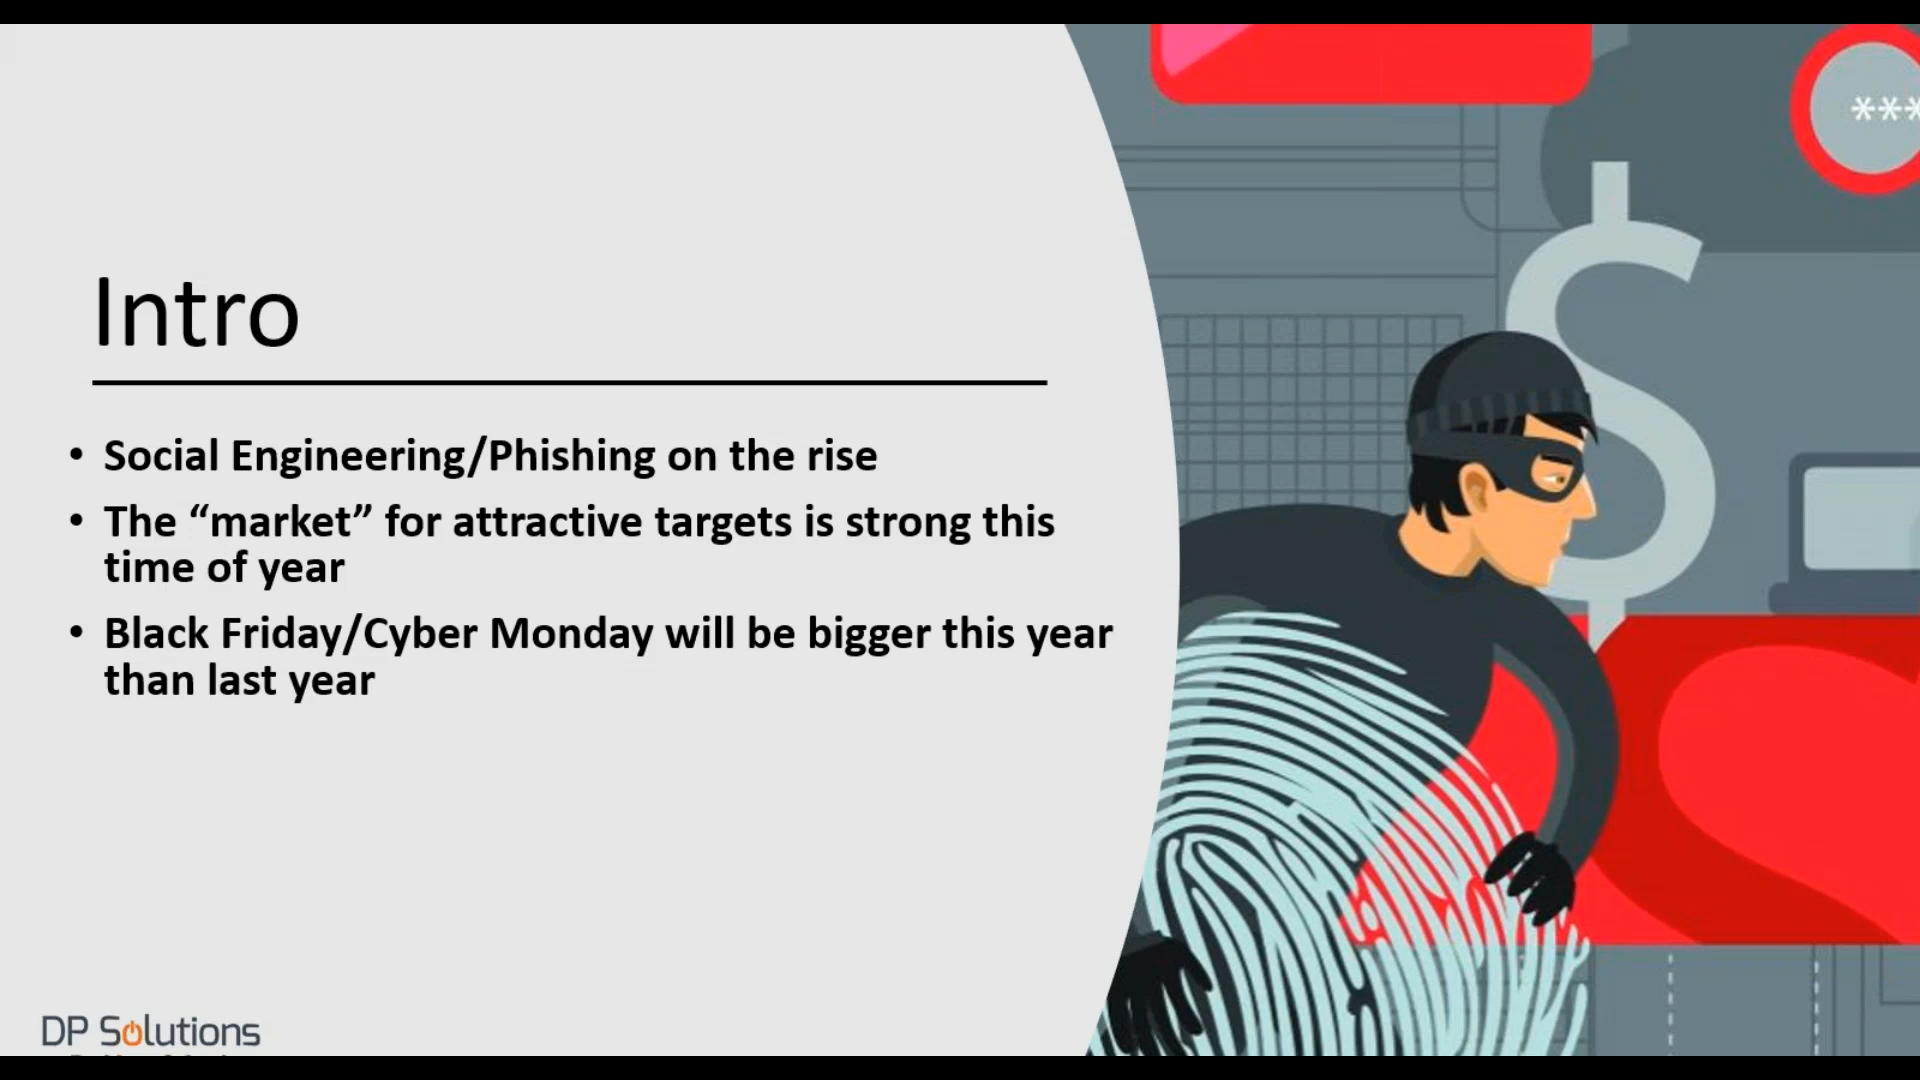 Intro
• Social Engineering/Phishing on the rise
• The “market” for attractive targets is strong this
time of year
• Black Friday/Cyber Monday will be bigger this year
than last year
***
$
DP Solutions